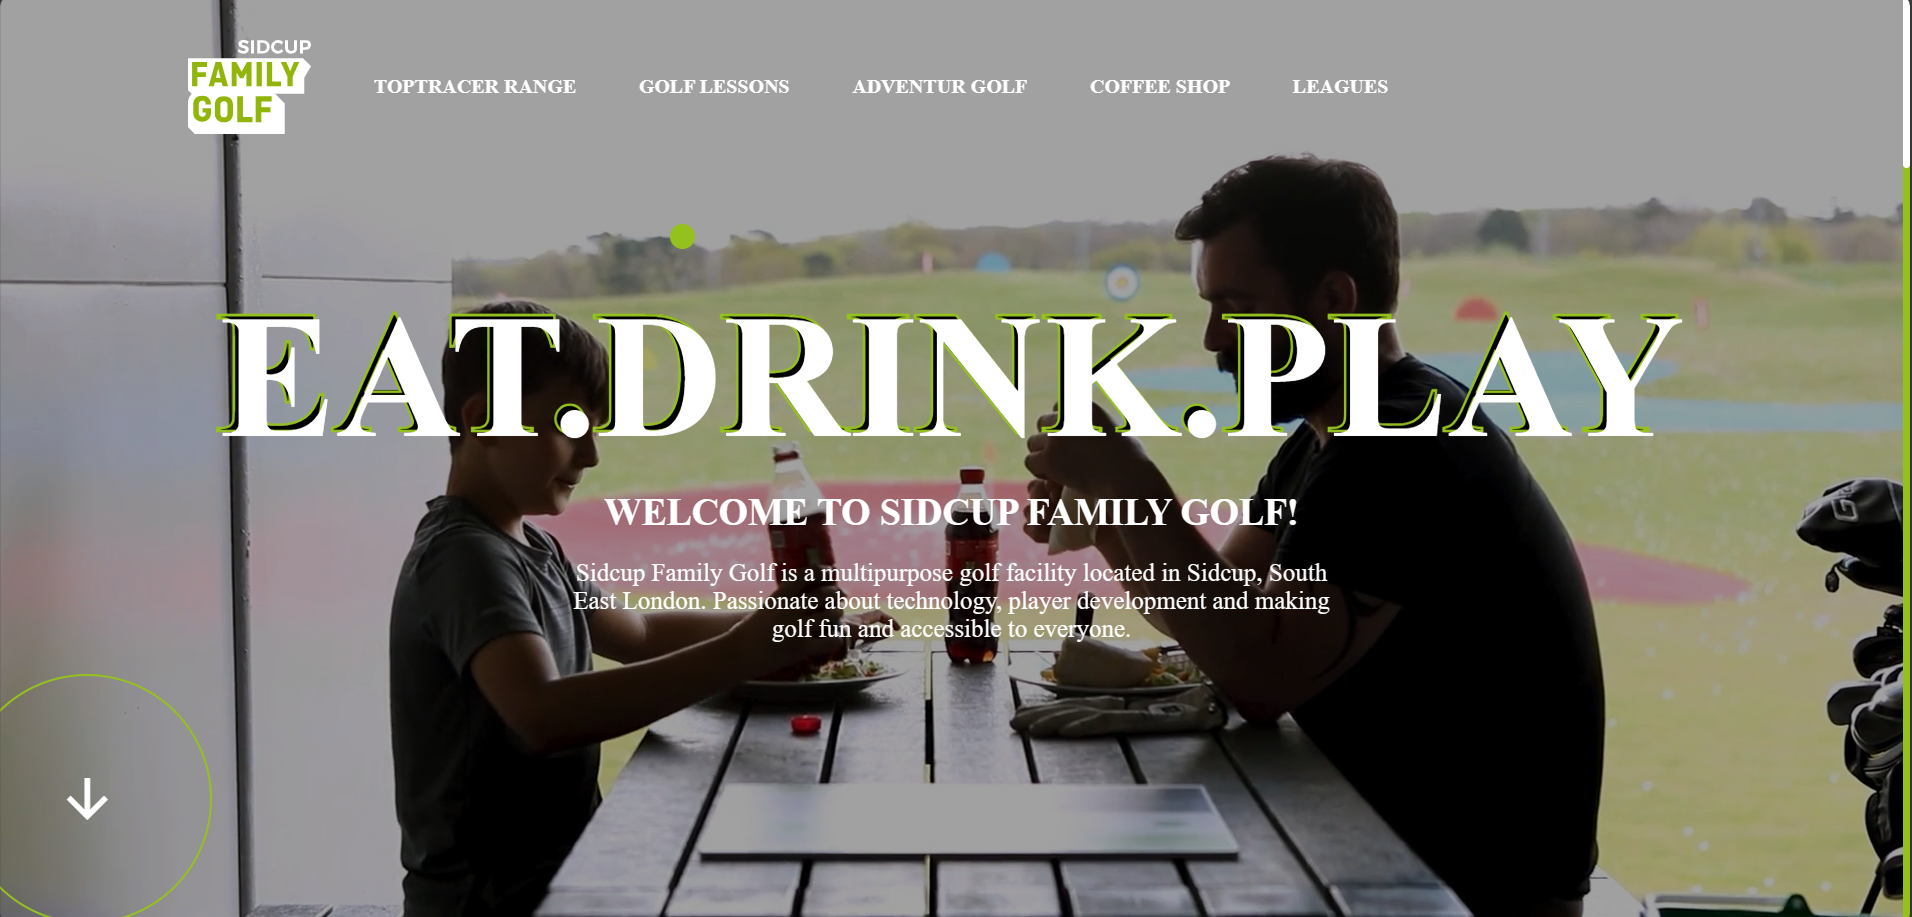 SIDCUP
FAMILY
GOLF
TOPTRACER RANGE
GOLF LESSONS
ADVENTUR GOLF
COFFEE SHOP
LEAGUES
EAT.DRINK.PLAY
WELCOME TO SIDCUP FAMILY GOLF!
Sidcup Family Golf is a multipurpose golf facility located in Sidcup, South
East London. Passionate about technology, player development and making
golf fun and accessible to everyone.